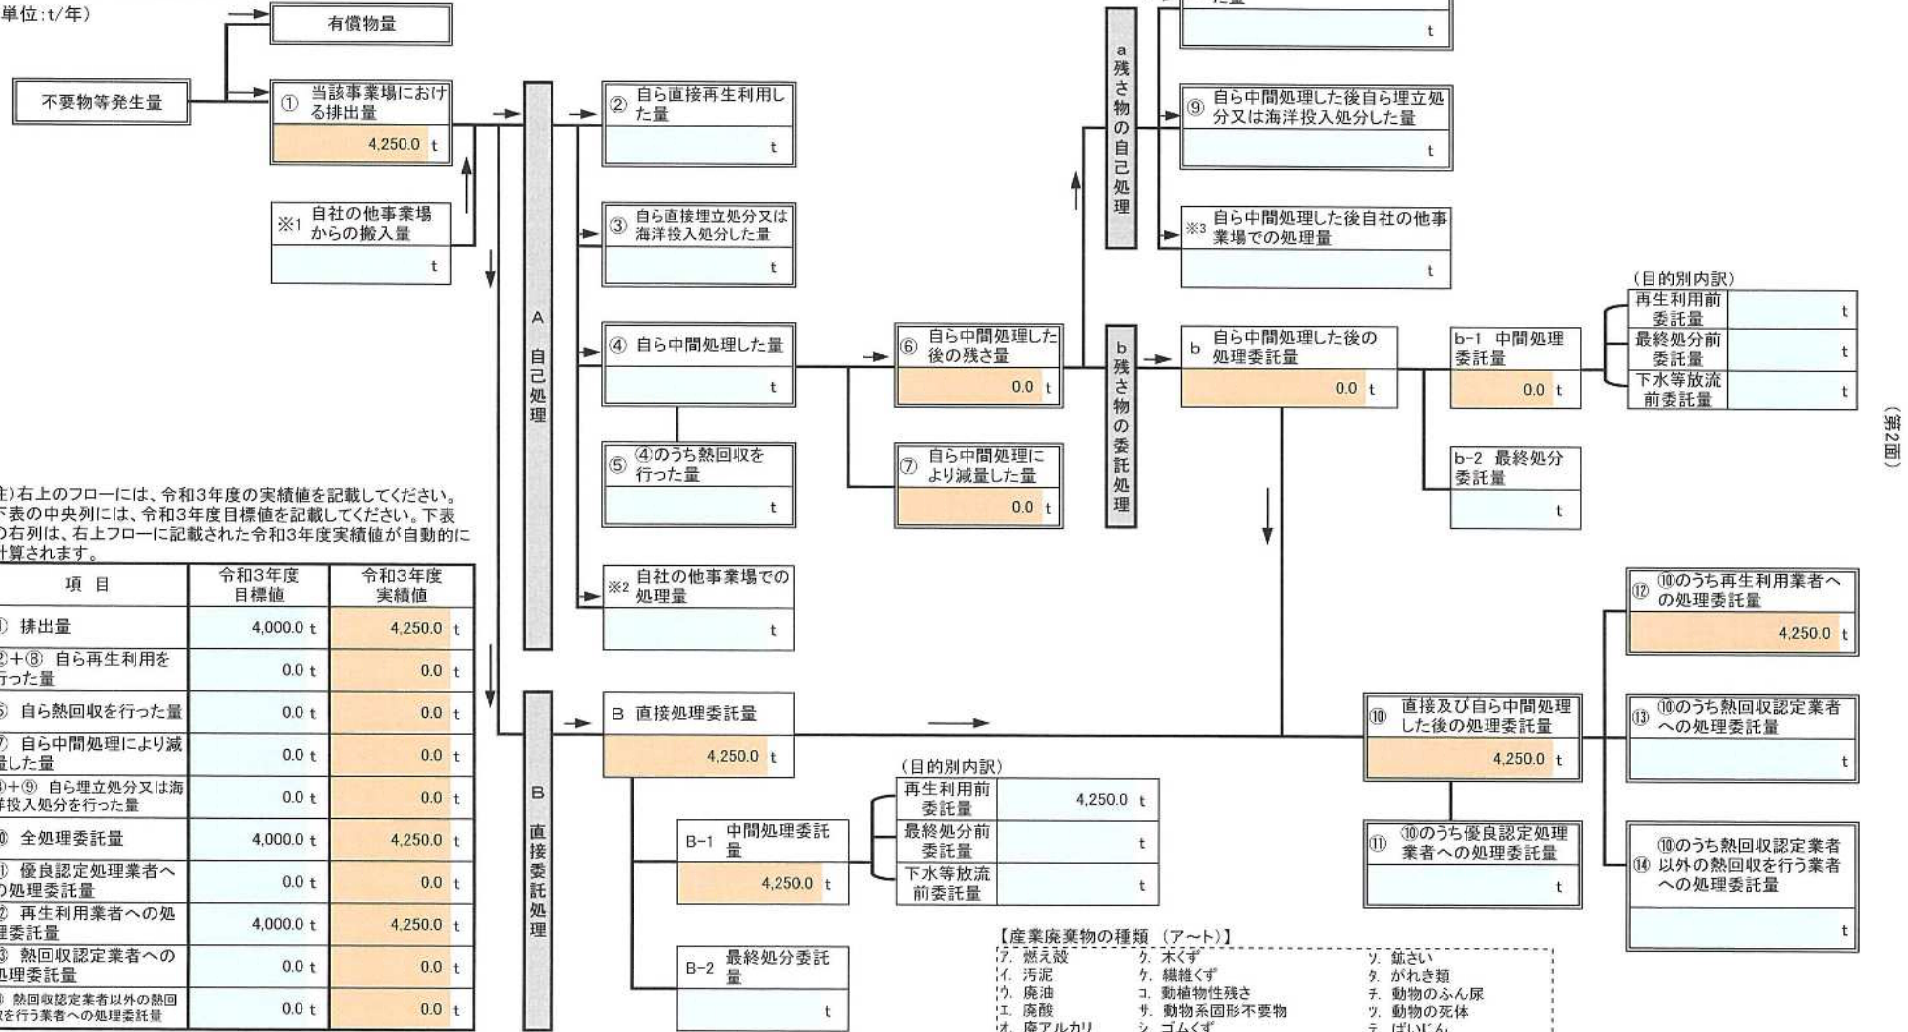 単位:t/年)
有償物量
不要物等発生量
① 当該事業場におけ
る排出量
4,250.0 t
※1 自社の他事業場
からの搬入量
t
A 自己処理
② 自ら直接再生利用し
た量
t
③ 自ら直接埋立処分又は
海洋投入処分した量
t
④ 自ら中間処理した量
t
⑤ ④のうち熱回収を
行った量
t
※2 自社の他事業場での
処理量
t
⑥ 自ら中間処理した
後の残さ量
0.0 t
⑦ 自ら中間処理に
より減量した量
0.0 t
a 残さ物の自己処理
t
⑨ 自ら中間処理した後自ら埋立処
分又は海洋投入処分した量
t
※3 自ら中間処理した後自社の他事
業場での処理量
t
b 残さ物の委託処理
b 自ら中間処理した後の
処理委託量
0.0 t
b-1 中間処理
委託量
0.0 t
(目的別内訳)
再生利用前
委託量 t
最終処分前
委託量 t
下水等放流
前委託量 t
b-2 最終処分
委託量
t
(第2面)
注)右上のフローには、令和3年度の実績値を記載してください。
下表の中央列には、令和3年度目標値を記載してください。下表
の右列は、右上フローに記載された令和3年度実績値が自動的に
計算されます。
項 目 令和3年度
目標値 令和3年度
実績値
① 排出量 4,000.0 t 4,250.0 t
②+⑧ 自ら再生利用を
行った量 0.0 t 0.0 t
⑤ 自ら熱回収を行った量 0.0 t 0.0 t
⑦ 自ら中間処理により減
量した量 0.0 t 0.0 t
③+⑨ 自ら埋立処分又は海
洋投入処分を行った量 0.0 t 0.0 t
⑩ 全処理委託量 4,000.0 t 4,250.0 t
⑪ 優良認定処理業者へ
の処理委託量 0.0 t 0.0 t
⑫ 再生利用業者への処
理委託量 4,000.0 t 4,250.0 t
⑬ 熱回収認定業者への
処理委託量 0.0 t 0.0 t
熱回収認定業者以外の熱回
収を行う業者への処理委託量 0.0 t 0.0 t
B 直接委託処理
B 直接処理委託量
4,250.0 t
B-1 中間処理委託
量
4,250.0 t
(目的別内訳)
再生利用前
委託量 4,250.0 t
最終処分前
委託量 t
下水等放流
前委託量 t
B-2 最終処分委託
量
t
⑩ 直接及び自ら中間処理
した後の処理委託量
4,250.0 t
⑪ ⑩のうち優良認定処理
業者への処理委託量
t
⑫ ⑩のうち再生利用業者へ
の処理委託量
4,250.0 t
⑬ ⑩のうち熱回収認定業者
への処理委託量
t
⑭ ⑩のうち熱回収認定業者
以外の熱回収を行う業者
への処理委託量
t
【産業廃棄物の種類 (ア~ト)】
ア. 燃え殻 ク. 木くず ソ. 鉱さい
イ. 汚泥 ケ. 繊維くず タ. がれき類
ウ. 廃油 コ. 動植物性残さ チ. 動物のふん尿
エ. 廃酸 サ. 動物系固形不要物 ツ. 動物の死体
オ. 廃アルカリ シ. ゴムくず テ. ばいじん